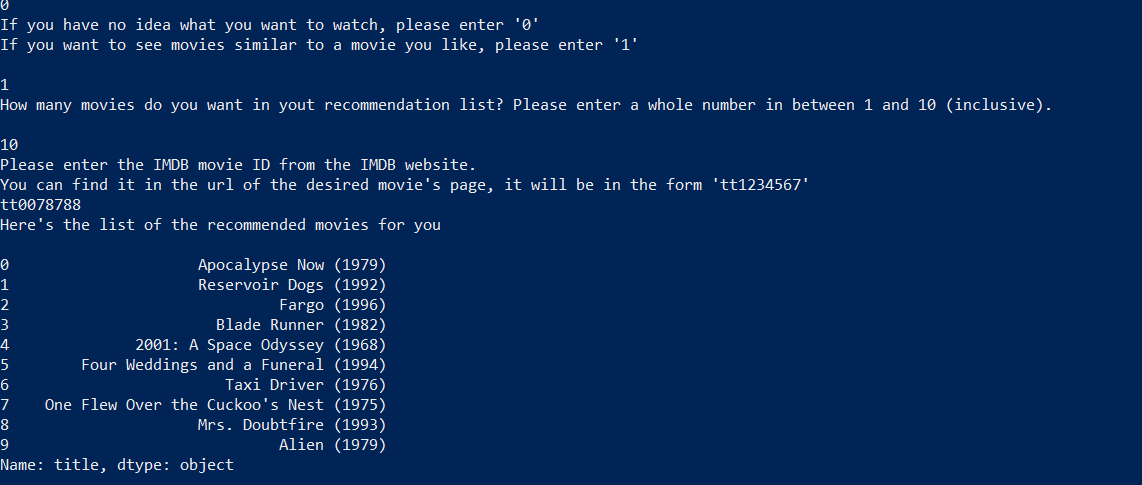 0
If you have no idea what you want to watch, please enter '0'
If you want to see movies similar to a movie you like, please enter '1'
1
How many movies do you want in yout recommendation list? Please enter a whole number in between 1 and 10 (inclusive).
10
Please enter the IMDB movie ID from the IMDB website.
You can find it in the url of the desired movie's page, it will be in the form 'tt1234567'
tt0078788
Here's the list of the recommended movies for you
0 Apocalypse Now (1979)
1 Reservoir Dogs (1992)
2 Fargo (1996)
3 Blade Runner (1982)
4 2001: A Space Odyssey (1968)
5 Four Weddings and a Funeral (1994)
6 Taxi Driver (1976)
7 One Flew Over the Cuckoo's Nest (1975)
8 Mrs. Doubtfire (1993)
9 Alien (1979)
Name: title, dtype: object